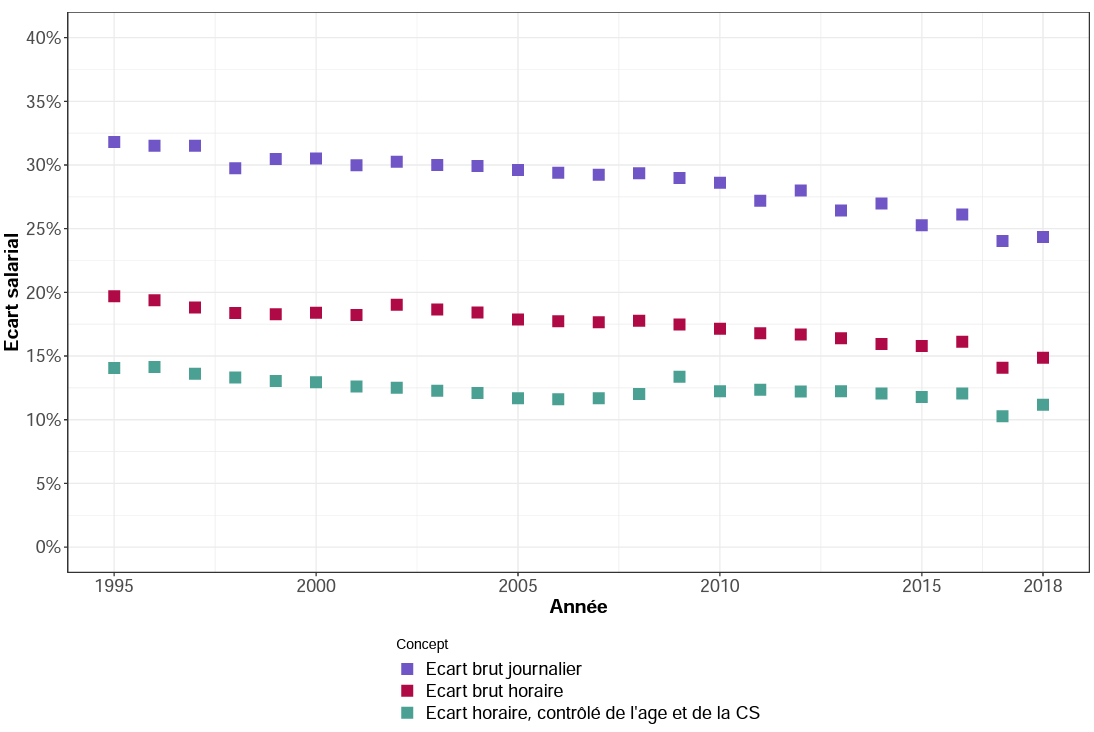 40%
35%
30%
25%
20%
15%
10%
5%
0%
Ecart salarial
1995 2000 2005 2010 2015 2018
Année
Concept
Ecart brut journalier
Ecart brut horaire
Ecart horaire, contrôlé de l'age et de la CS